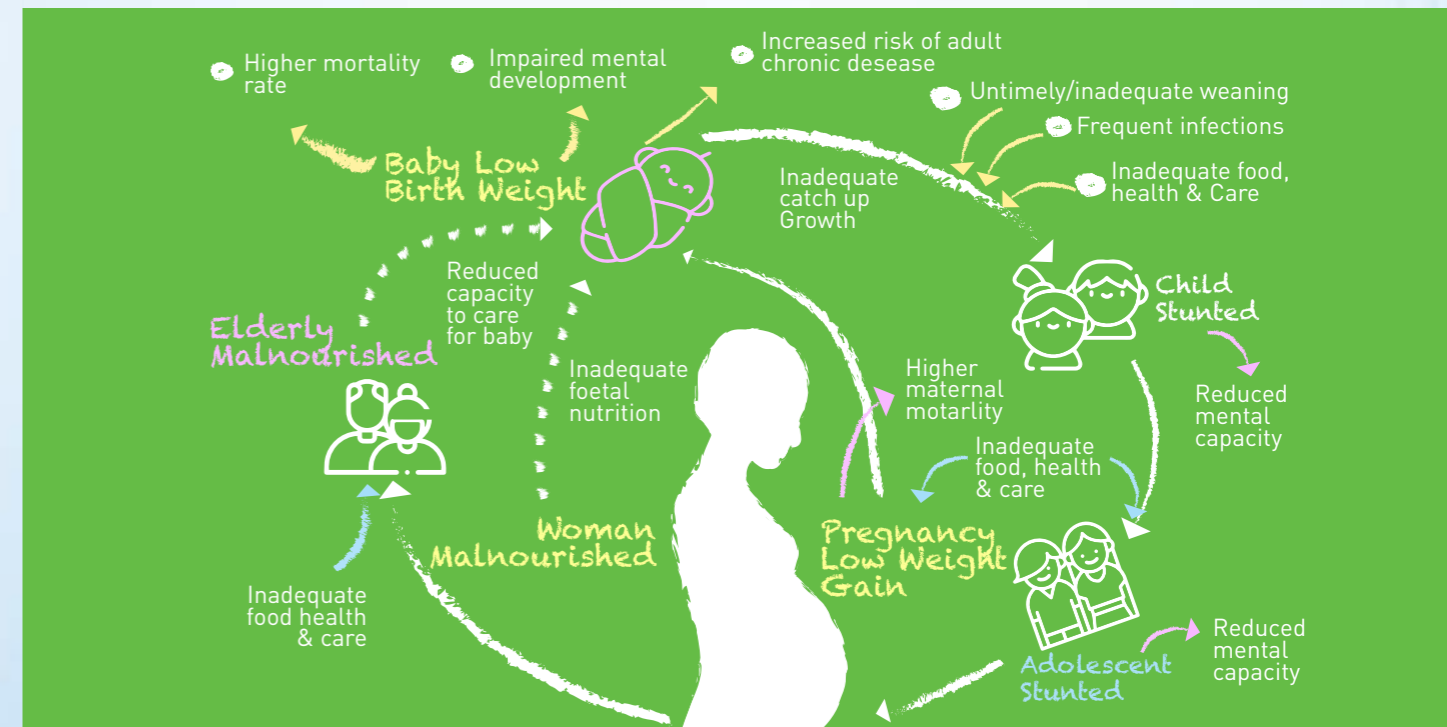 Higher mortality
rate
Impaired mental
development
Increased risk of adult
chronic desease
Untimely/inadequate weaning
Frequent infections
Inadequate food,
health & Care
Baby Low
Birth Weight
Inadequate
catch up
Growth
Child
Stunted
Reduced
mental
capacity
Reduced
capacity
to care
for baby
Elderly
Malnourished
Inadequate
foetal
nutrition
Higher
maternal
motarlity
Inadequate
food, health
& care
Woman
Malnourished
Pregnancy
Low Weight
Gain
Inadequate
food health
& care
Adolescent
Stunted
Reduced
mental
capacity